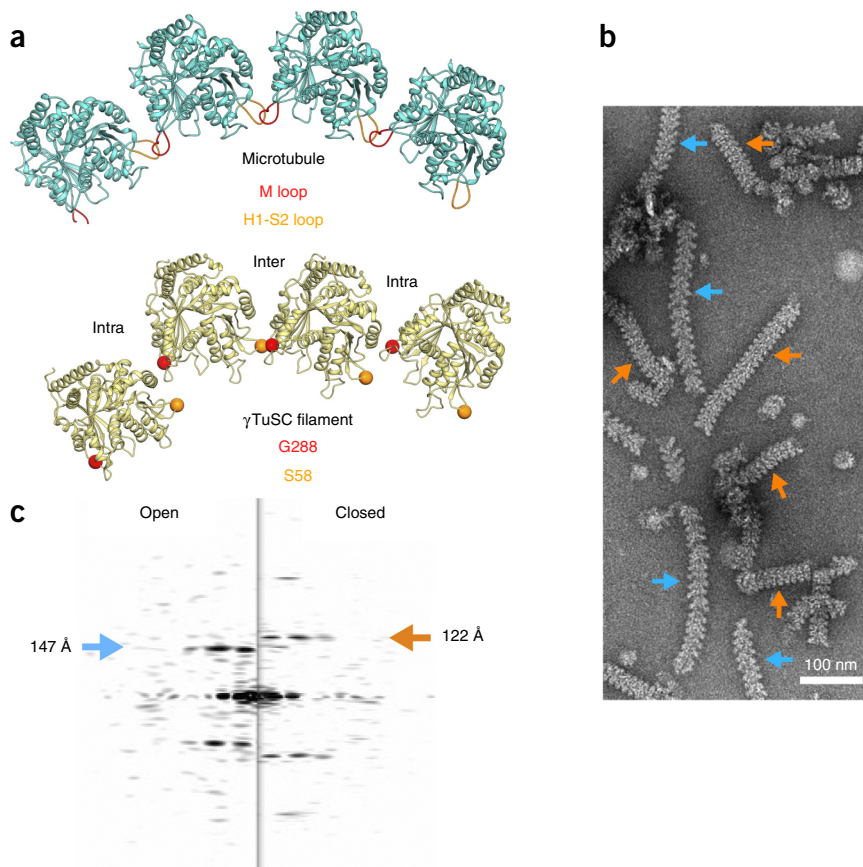 a
Microtubule
M loop
H1-S2 loop
Inter
Intra
Intra
γTuSC filament
G288
S58
b
100 nm
c
Open
Closed
147 Å
122 Å